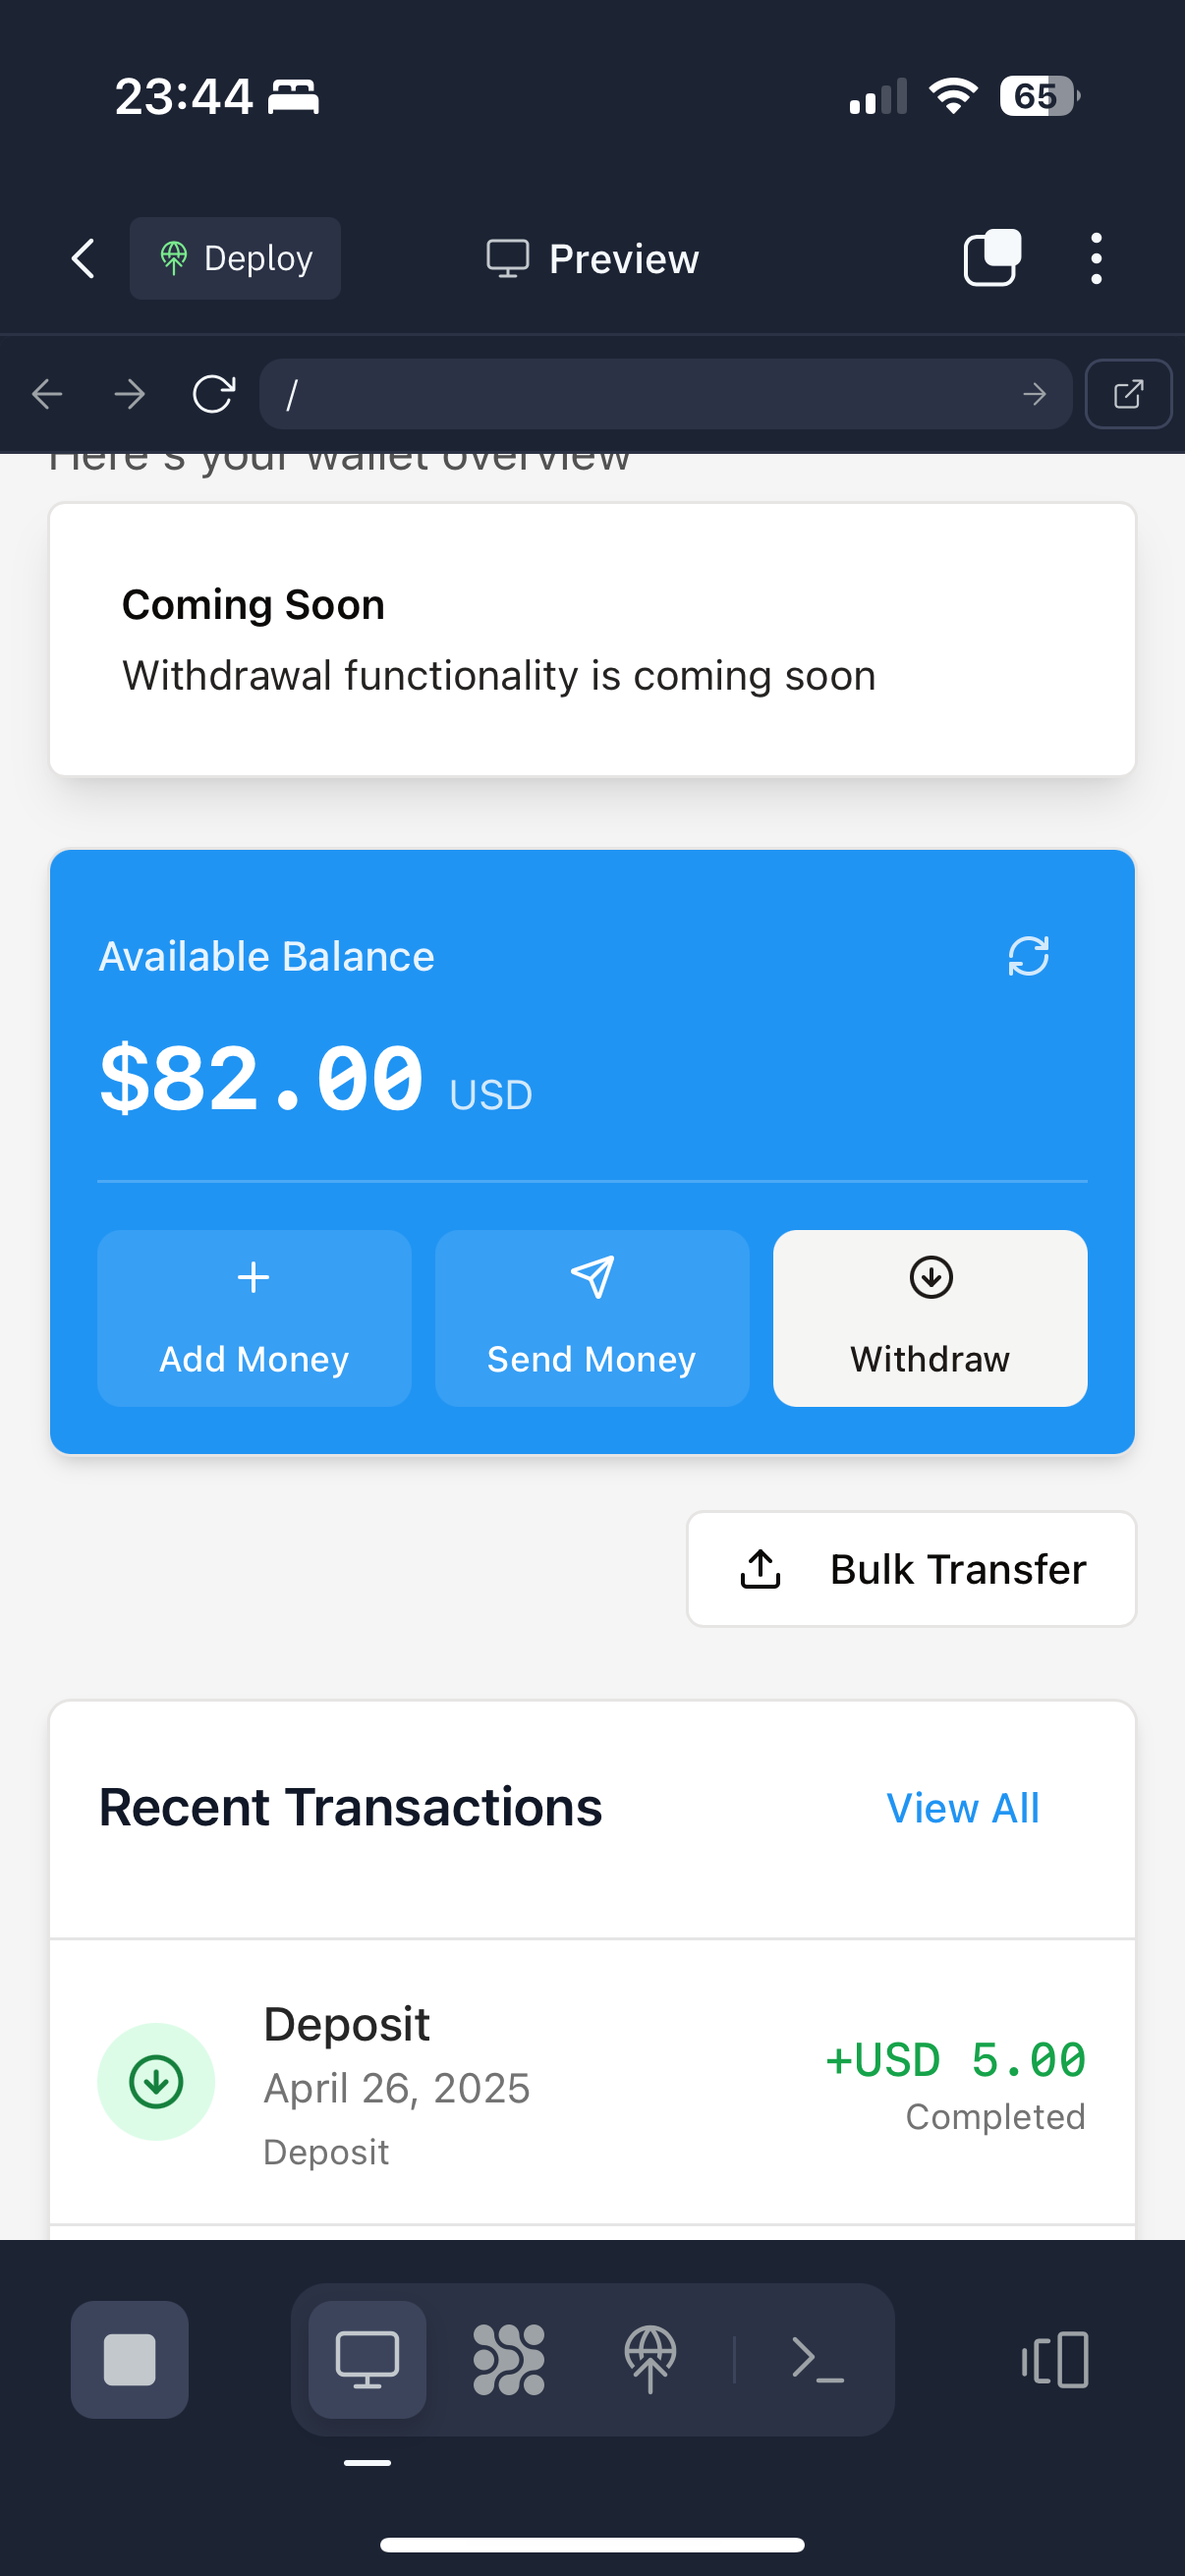 23:44
65
Deploy
Preview
/
Here's your wallet overview
Coming Soon
Withdrawal functionality is coming soon
Available Balance
$82.00 USD
Add Money
Send Money
Withdraw
Bulk Transfer
Recent Transactions
View All
Deposit
April 26, 2025
Deposit
+USD 5.00
Completed